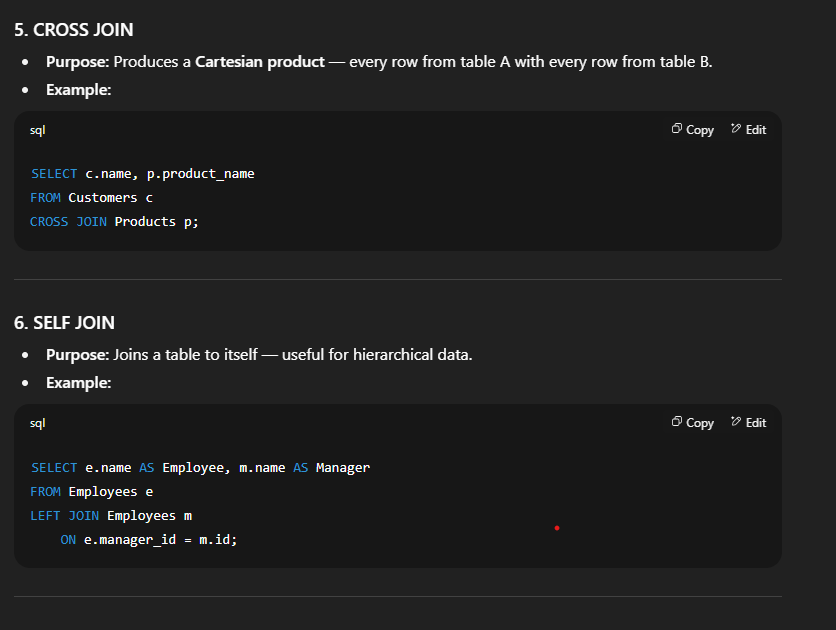 5. CROSS JOIN
• Purpose: Produces a Cartesian product — every row from table A with every row from table B.
• Example:
sql Copy Edit
SELECT c.name, p.product_name
FROM Customers c
CROSS JOIN Products p;
6. SELF JOIN
• Purpose: Joins a table to itself — useful for hierarchical data.
• Example:
sql Copy Edit
SELECT e.name AS Employee, m.name AS Manager
FROM Employees e
LEFT JOIN Employees m
    ON e.manager_id = m.id;